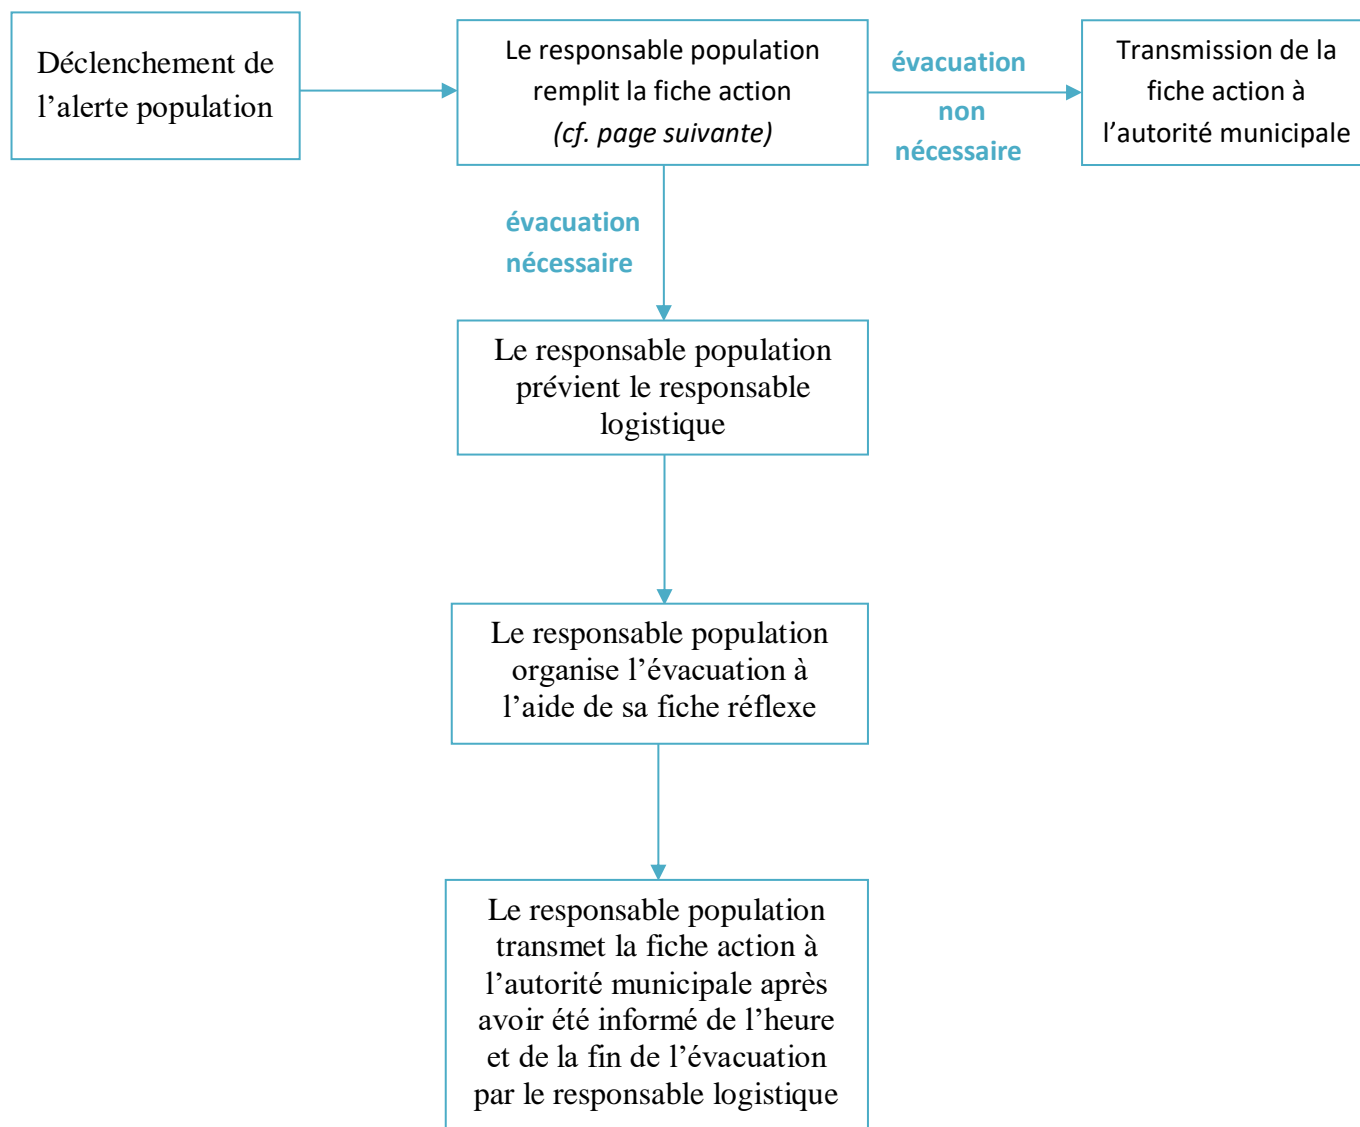 Déclenchement de
l’alerte population
Le responsable population
remplit la fiche action
(cf. page suivante)
évacuation
non
nécessaire
Transmission de la
fiche action à
l’autorité municipale
évacuation
nécessaire
Le responsable population
prévient le responsable
logistique
Le responsable population
organise l’évacuation à
l’aide de sa fiche réflexe
Le responsable population
transmet la fiche action à
l’autorité municipale après
avoir été informé de l’heure
et de la fin de l’évacuation
par le responsable logistique